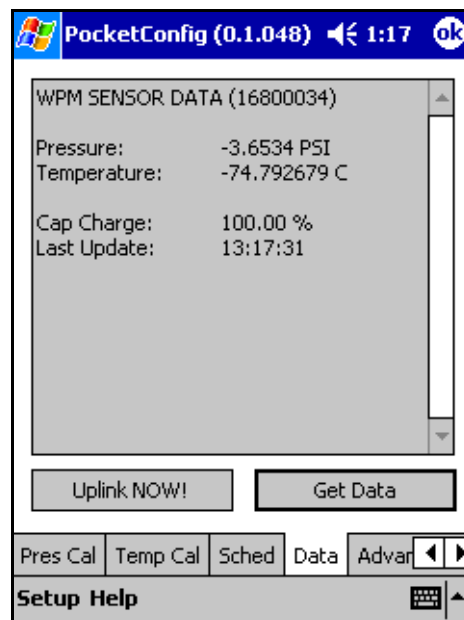 PocketConfig (0.1.048) 1:17 ok
WPM SENSOR DATA (16800034)
Pressure: -3.6534 PSI
Temperature: -74.792679 C
Cap Charge: 100.00 %
Last Update: 13:17:31
Uplink NOW! Get Data
Pres Cal Temp Cal Sched Data Advar
Setup Help